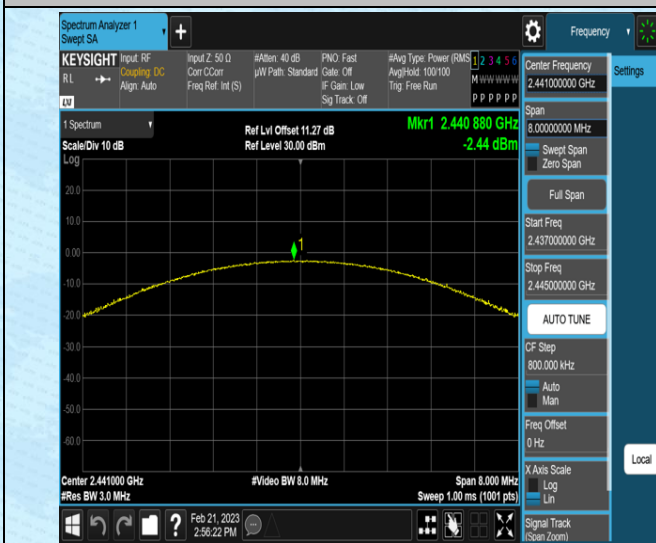 Spectrum Analyzer 1
Swept SA
+
Frequency
KEYSIGHT
RL
Input: RF
Coupling: DC
Align: Auto
Input Z: 50 Ω
Corr CCorr
Freq Ref: Int (S)
#Atten: 40 dB
µW Path: Standard
PNO: Fast
Gate: Off
IF Gain: Low
Sig Track: Off
#Avg Type: Power (RMS
Avg|Hold: 100/100
Trig: Free Run
1 2 3 4 5 6
M W W W W W
P P P P P P
LXI
1 Spectrum
Scale/Div 10 dB
Log
Ref Lvl Offset 11.27 dB
Ref Level 30.00 dBm
Mkr1 2.440 880 GHz
-2.44 dBm
20.0
10.0
0.00
-10.0
-20.0
-30.0
-40.0
-50.0
-60.0
1
Center 2.441000 GHz
#Res BW 3.0 MHz
#Video BW 8.0 MHz
Span 8.000 MHz
Sweep 1.00 ms (1001 pts)
Feb 21, 2023
2:56:22 PM
?
Center Frequency
2.441000000 GHz
Span
8.00000000 MHz
Swept Span
Zero Span
Full Span
Start Freq
2.437000000 GHz
Stop Freq
2.445000000 GHz
AUTO TUNE
CF Step
800.000 kHz
Auto
Man
Freq Offset
0 Hz
X Axis Scale
Log
Lin
Signal Track
(Span Zoom)
Settings
Local